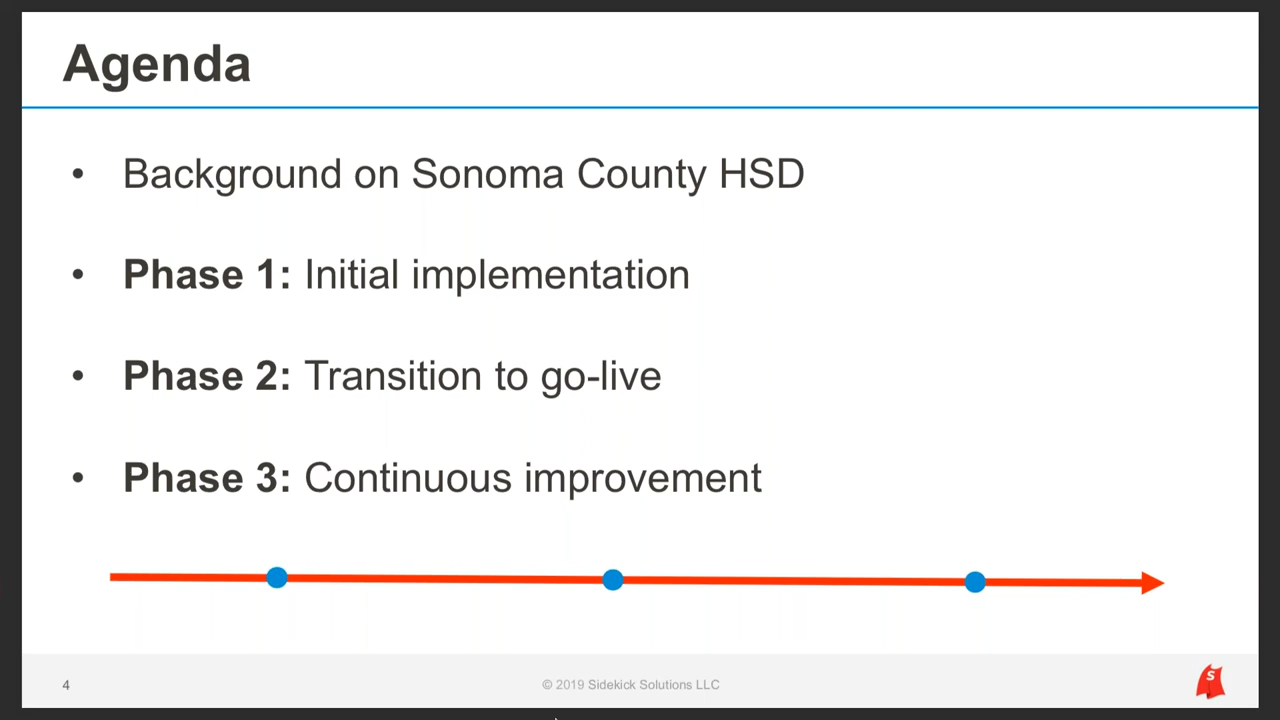 Agenda
• Background on Sonoma County HSD
• Phase 1: Initial implementation
• Phase 2: Transition to go-live
• Phase 3: Continuous improvement
4
© 2019 Sidekick Solutions LLC
S